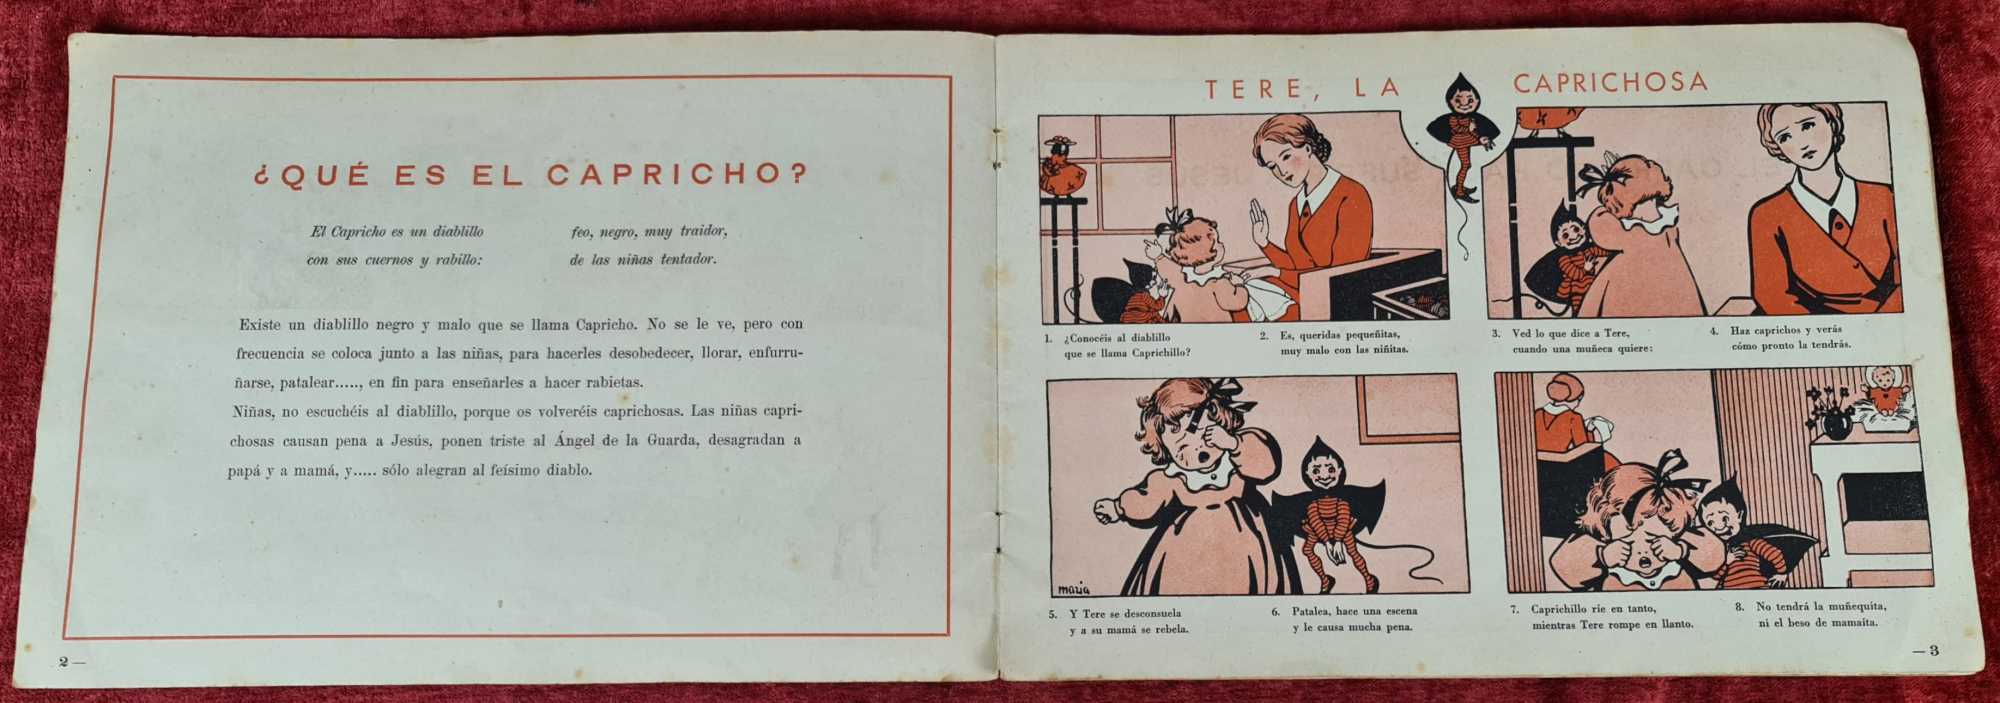 ¿QUÉ ES EL CAPRICHO?
El Capricho es un diablillo
con sus cuernos y rabillo:
feo, negro, muy traidor,
de las niñas tentador.
Existe un diablillo negro y malo que se llama Capricho. No se le ve, pero con
frecuencia se coloca junto a las niñas, para hacerles desobedecer, llorar, enfurru-
ñarse, patalear....., en fin para enseñarles a hacer rabietas.
Niñas, no escuchéis al diablillo, porque os volveréis caprichosas. Las niñas capri-
chosas causan pena a Jesús, ponen triste al Ángel de la Guarda, desagradan a
papá y a mamá, y..... sólo alegran al feísimo diablo.
2 —
TERE, LA CAPRICHOSA
1. ¿Conocéis al diablillo
que se llama Caprichillo?
2. Es, queridas pequeñitas,
muy malo con las niñitas.
3. Ved lo que dice a Tere,
cuando una muñeca quiere:
4. Haz caprichos y verás
cómo pronto la tendrás.
maria
5. Y Tere se desconsuela
y a su mamá se rebela.
6. Patalea, hace una escena
y le causa mucha pena.
7. Caprichillo rie en tanto,
mientras Tere rompe en llanto.
8. No tendrá la muñequita,
ni el beso de mamaita.
— 3